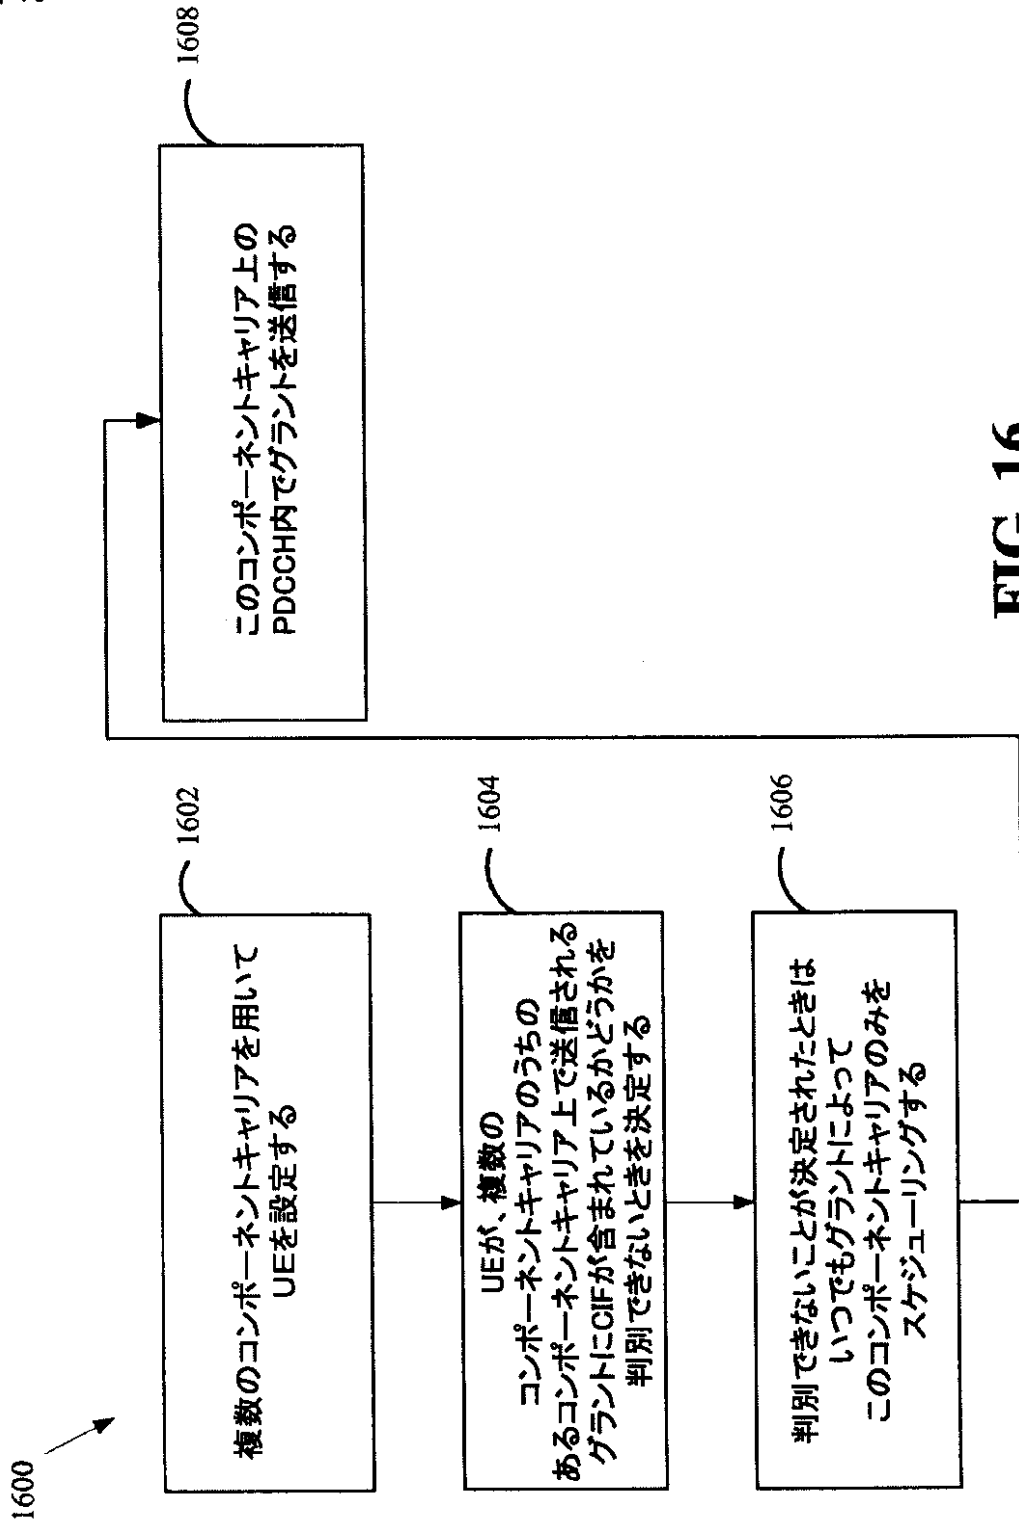 1600
1602
複数のコンポーネントキャリアを用いて
UEを設定する
1604
UEが、複数の
コンポーネントキャリアのうちの
あるコンポーネントキャリア上で送信される
グラントにCIFが含まれているかどうかを
判別できないときを決定する
1606
判別できないことが決定されたときは
いつでもグラントによって
このコンポーネントキャリアのみを
スケジューリングする
1608
このコンポーネントキャリア上の
PDCCH内でグラントを送信する
FIG. 16